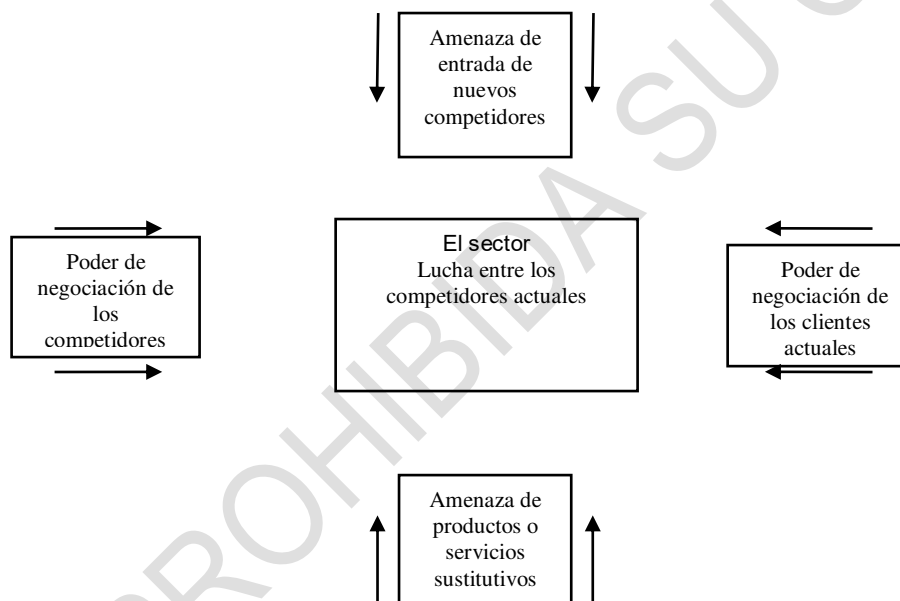 Amenaza de
entrada de
nuevos
competidores
El sector
Lucha entre los
competidores actuales
Poder de
negociación de
los
competidores
Poder de
negociación de
los clientes
actuales
Amenaza de
productos o
servicios
sustitutivos
PROHIBIDA SU